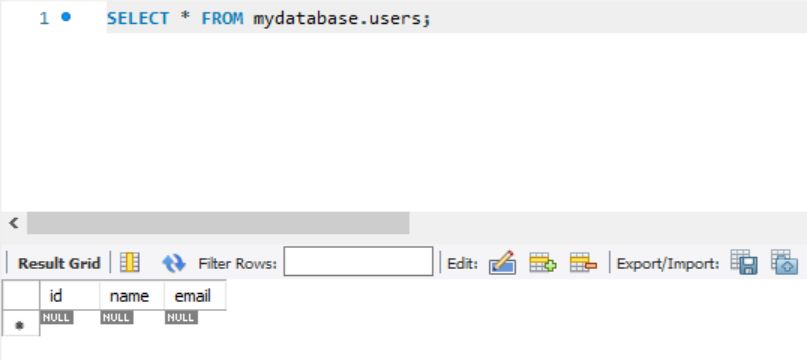 1 SELECT * FROM mydatabase.users;
Result Grid Filter Rows: Edit: Export/Import:
id name email
* NULL NULL NULL